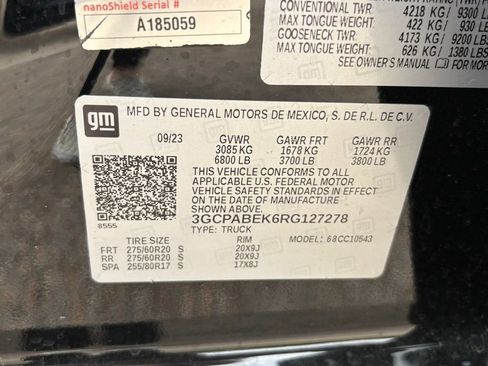 nanoShield Serial #
A185059
CONVENTIONAL TWR: 4218 KG / 9300 LBS
MAX TONGUE WEIGHT: 422 KG / 930 LBS
GOOSENECK TWR: 4173 KG / 9200 LBS
MAX TONGUE WEIGHT: 626 KG / 1380 LBS
SEE OWNER'S MANUAL FOR MORE
gm
MFD BY GENERAL MOTORS DE MEXICO, S. DE R.L. DE C.V.
09/23 GVWR GAWR FRT GAWR RR
3085 KG 1678 KG 1724 KG
6800 LB 3700 LB 3800 LB
THIS VEHICLE CONFORMS TO ALL
APPLICABLE U.S. FEDERAL MOTOR
VEHICLE SAFETY STANDARDS IN EFFECT
ON THE DATE OF MANUFACTURE
SHOWN ABOVE.
3GCPABEK6RG127278
8555
TYPE: TRUCK
TIRE SIZE RIM MODEL: 68CC10543
FRT 275/60R20 S 20X9J
RR 275/60R20 S 20X9J
SPA 255/80R17 S 17X8J